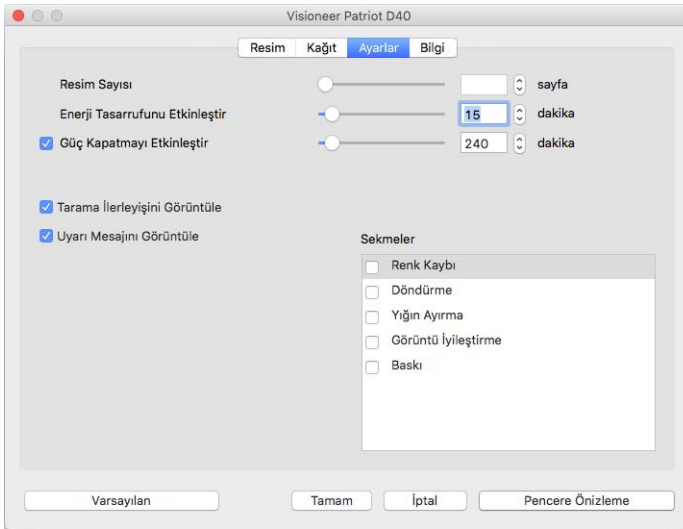 Visioneer Patriot D40
Resim Kağıt Ayarlar Bilgi
Resim Sayısı sayfa
Enerji Tasarrufunu Etkinleştir 15 dakika
Güç Kapatmayı Etkinleştir 240 dakika
Tarama İlerleyişini Görüntüle
Uyarı Mesajını Görüntüle
Sekmeler
Renk Kaybı
Döndürme
Yığın Ayırma
Görüntü İyileştirme
Baskı
Varsayılan Tamam İptal Pencere Önizleme